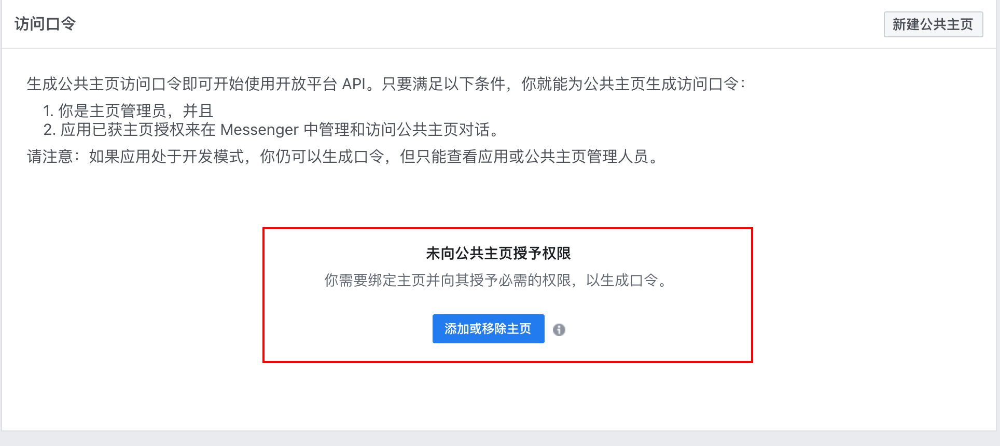 访问口令
新建公共主页
生成公共主页访问口令即可开始使用开放平台 API。只要满足以下条件，你就能为公共主页生成访问口令：
1. 你是主页管理员，并且
2. 应用已获主页授权来在 Messenger 中管理和访问公共主页对话。
请注意：如果应用处于开发模式，你仍可以生成口令，但只能查看应用或公共主页管理人员。
未向公共主页授予权限
你需要绑定主页并向其授予必需的权限，以生成口令。
添加或移除主页